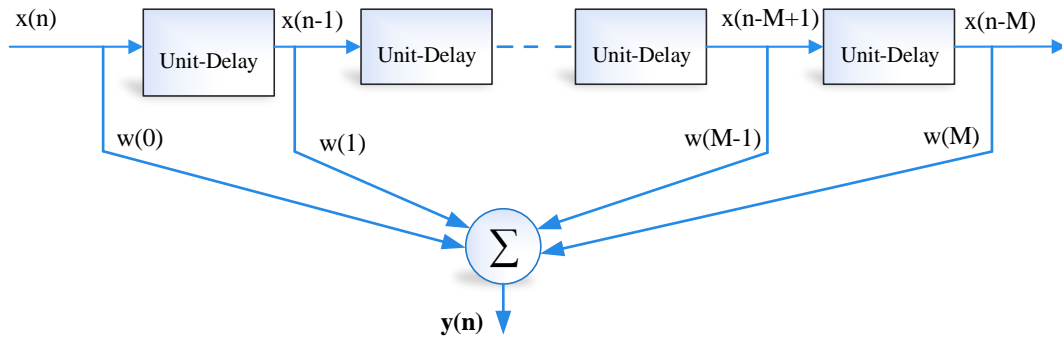 x(n)
x(n-1)
x(n-M+1)
x(n-M)
Unit-Delay
Unit-Delay
Unit-Delay
Unit-Delay
w(0)
w(1)
w(M-1)
w(M)
∑
y(n)